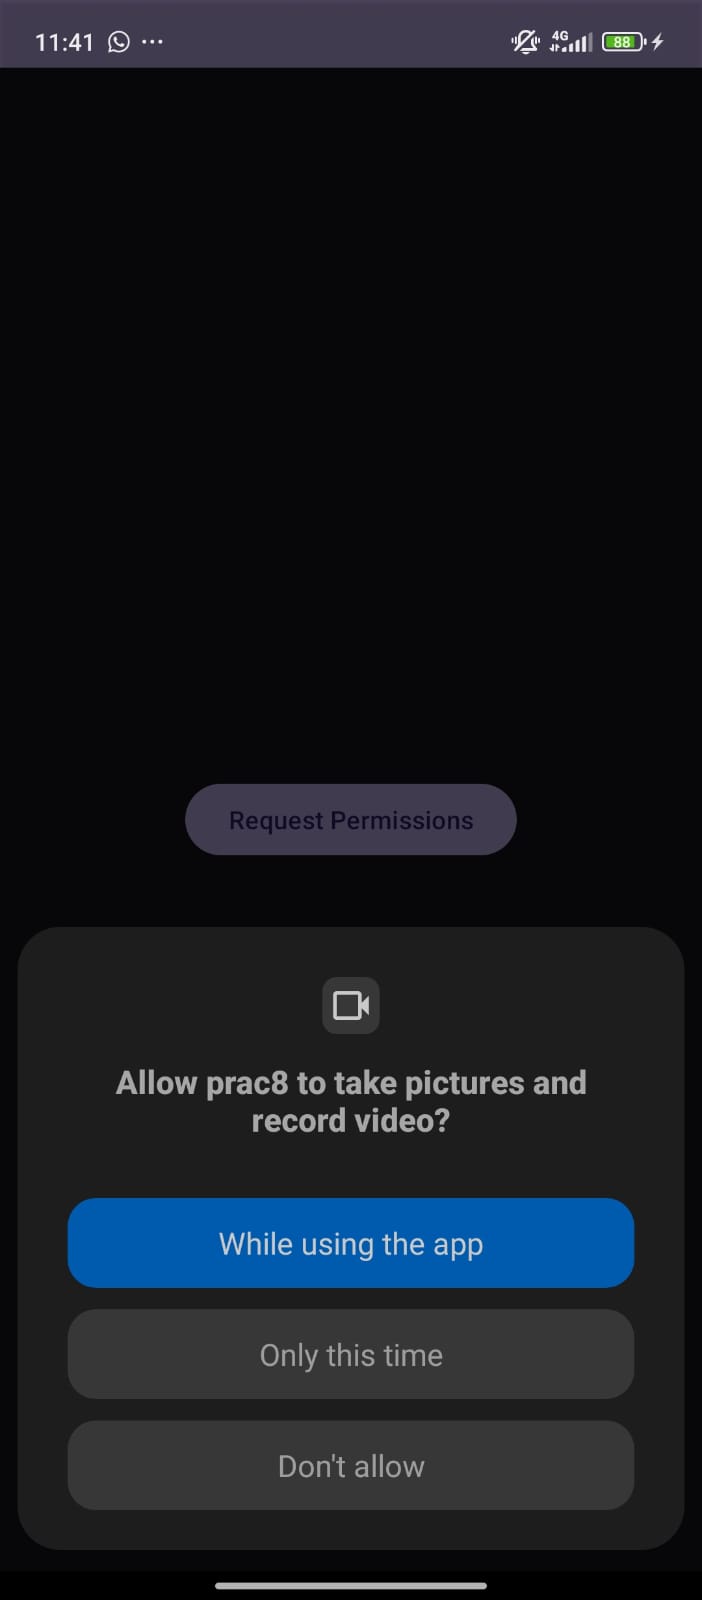 11:41
4G
88
Request Permissions
Allow prac8 to take pictures and
record video?
While using the app
Only this time
Don't allow